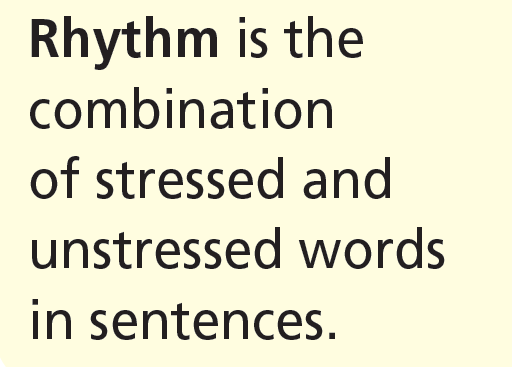 Rhythm is the
combination
of stressed and
unstressed words
in sentences.